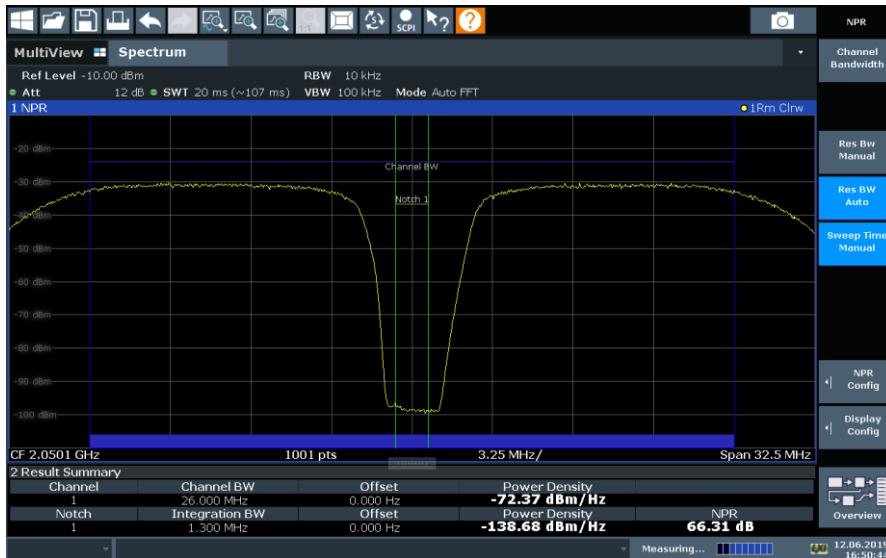 SCPI
?
?
NPR
MultiView
Spectrum
Channel
Bandwidth
Ref Level -10.00 dBm
RBW 10 kHz
Att 12 dB SWT 20 ms (~107 ms) VBW 100 kHz Mode Auto FFT
1 NPR
1Rm Clrw
-20 dBm
Channel BW
Res Bw
Manual
-30 dBm
Notch 1
Res BW
Auto
Sweep Time
Manual
-50 dBm
-60 dBm
-70 dBm
-80 dBm
-90 dBm
NPR
Config
-100 dBm
Display
Config
CF 2.0501 GHz
1001 pts
3.25 MHz/
Span 32.5 MHz
2 Result Summary
Channel Channel BW Offset Power Density
1 26.000 MHz 0.000 Hz -72.37 dBm/Hz
Notch Integration BW Offset Power Density NPR
1 1.300 MHz 0.000 Hz -138.68 dBm/Hz 66.31 dB
Overview
Measuring...